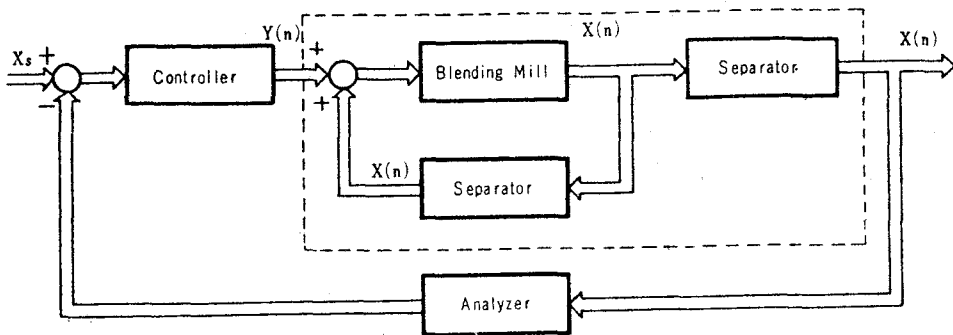 Xs
+
−
Controller
Y(n)
+
+
Blending Mill
X(n)
Separator
X(n)
X(n)
Separator
Analyzer